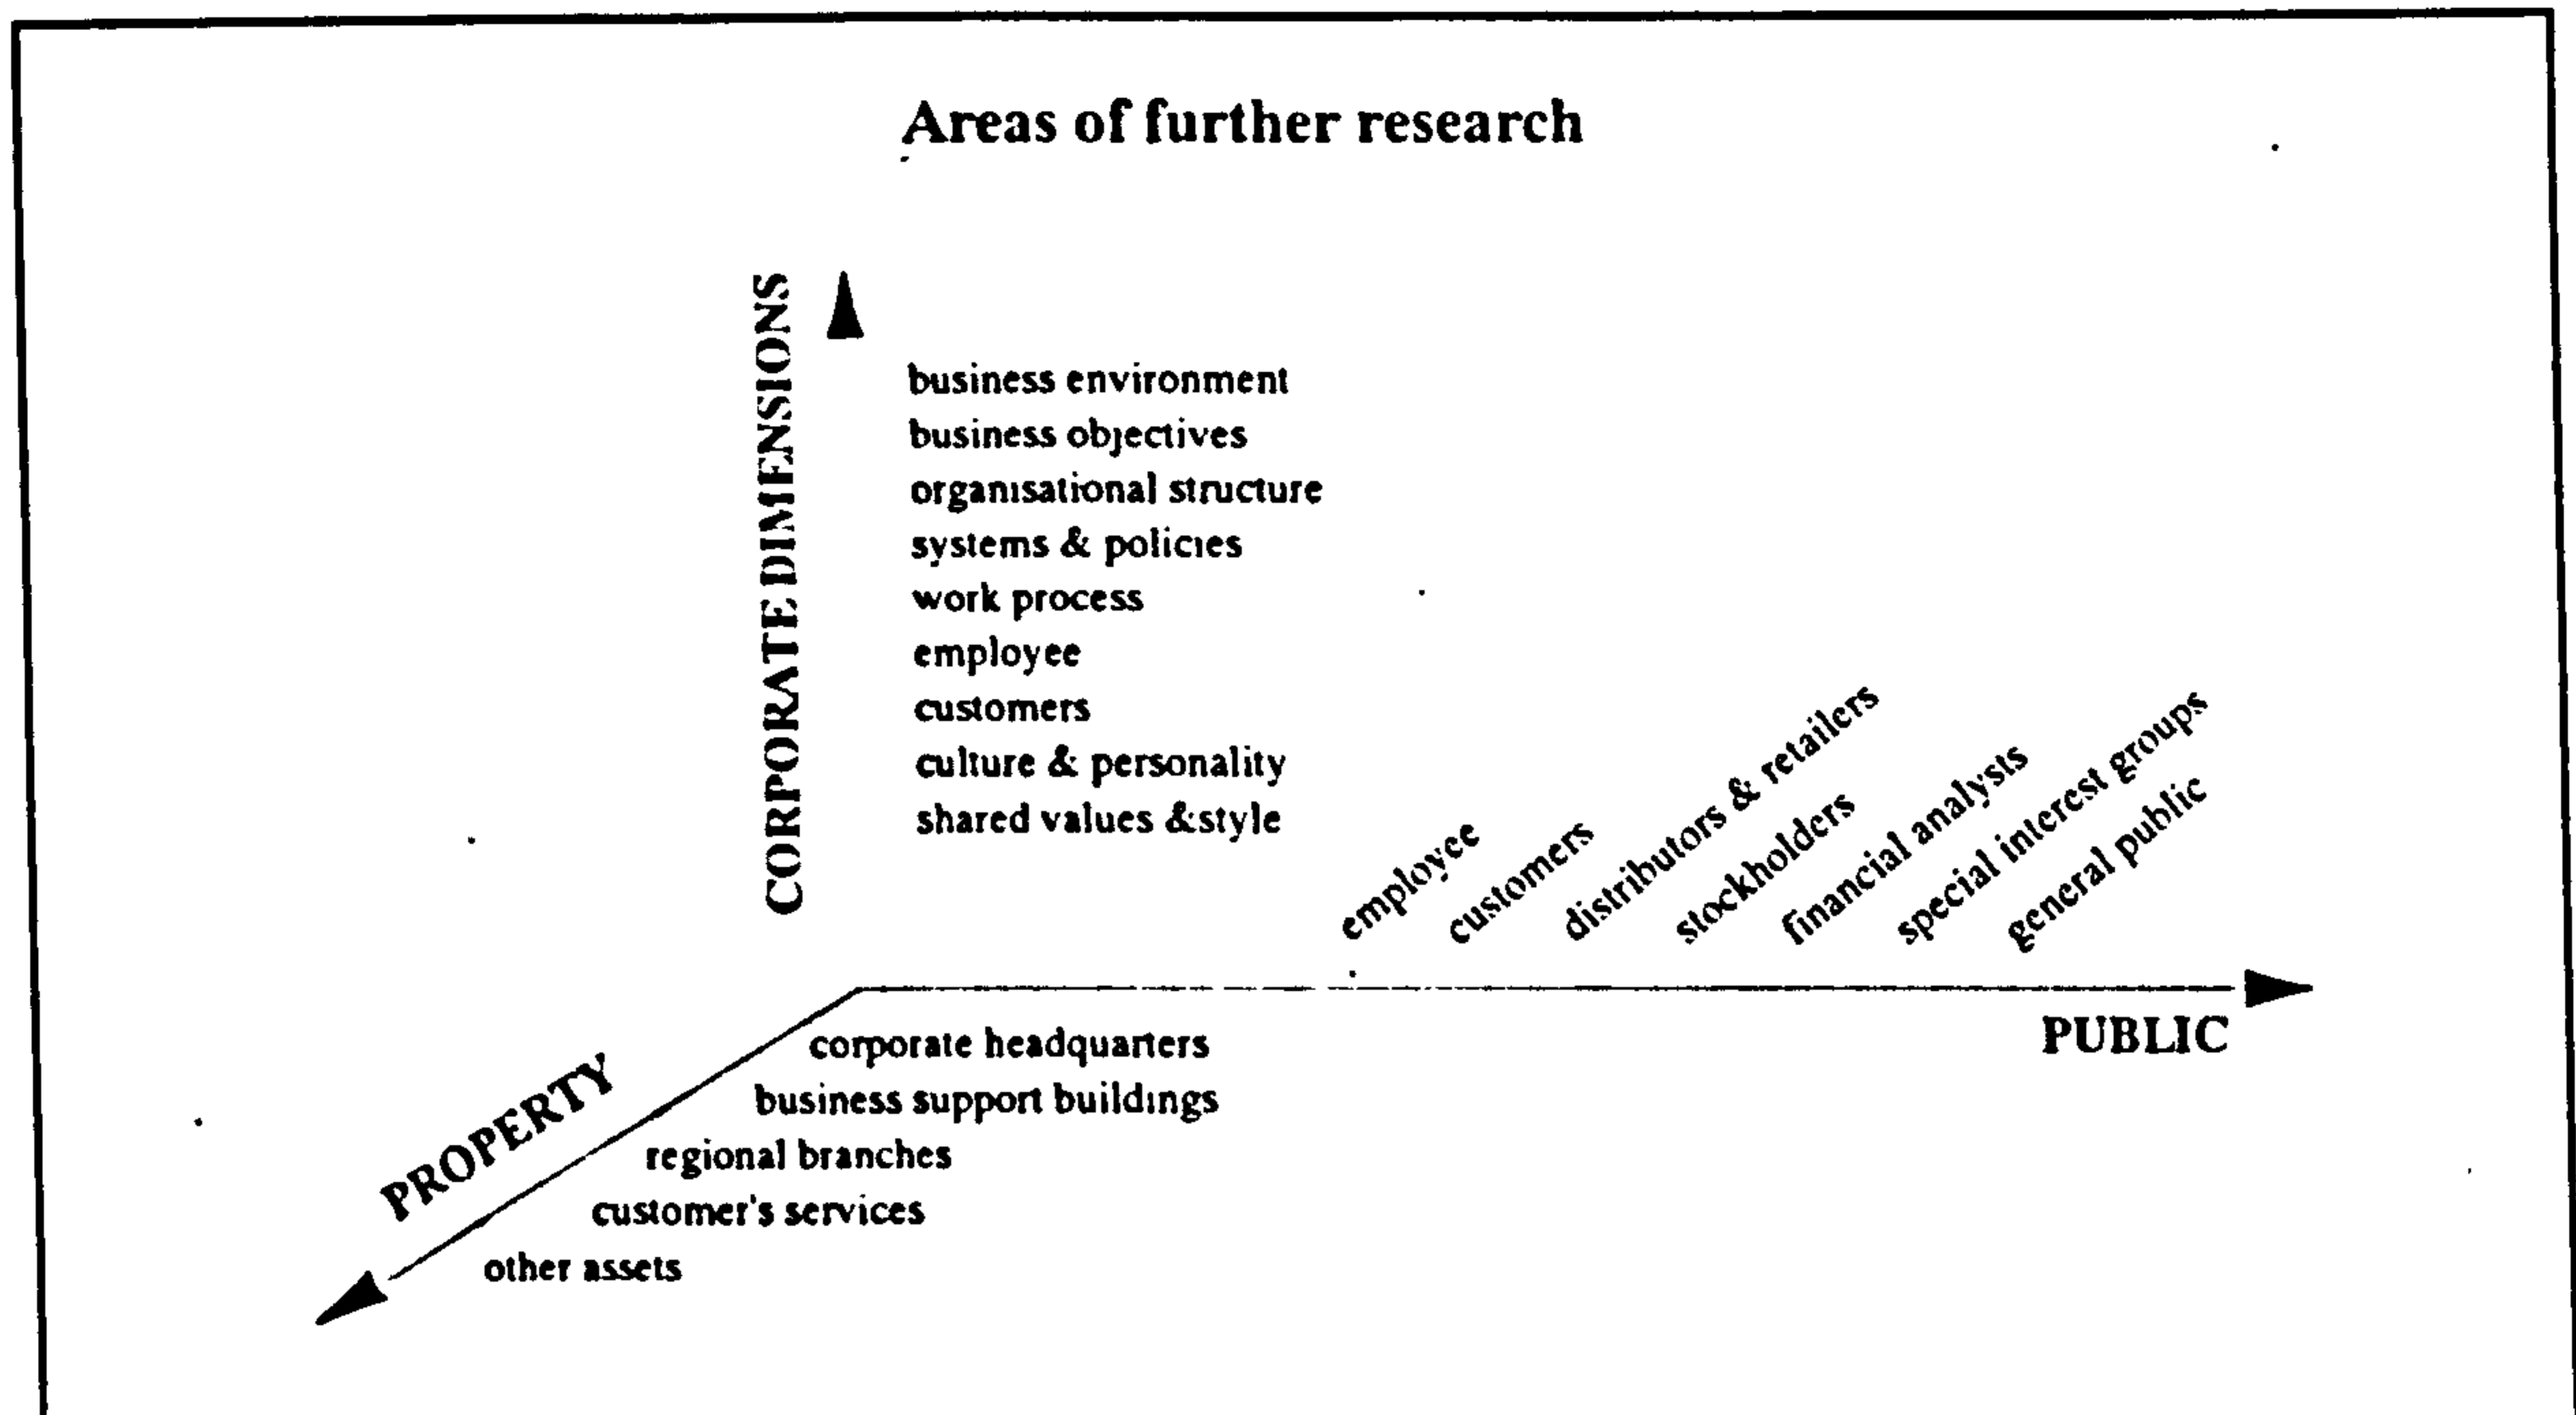 Areas of further research
CORPORATE DIMENSIONS
business environment
business objectives
organisational structure
systems & policies
work process
employee
customers
culture & personality
shared values &style
employee
customers
distributors & retailers
stockholders
financial analysts
special interest groups
general public
PUBLIC
PROPERTY
corporate headquarters
business support buildings
regional branches
customer's services
other assets